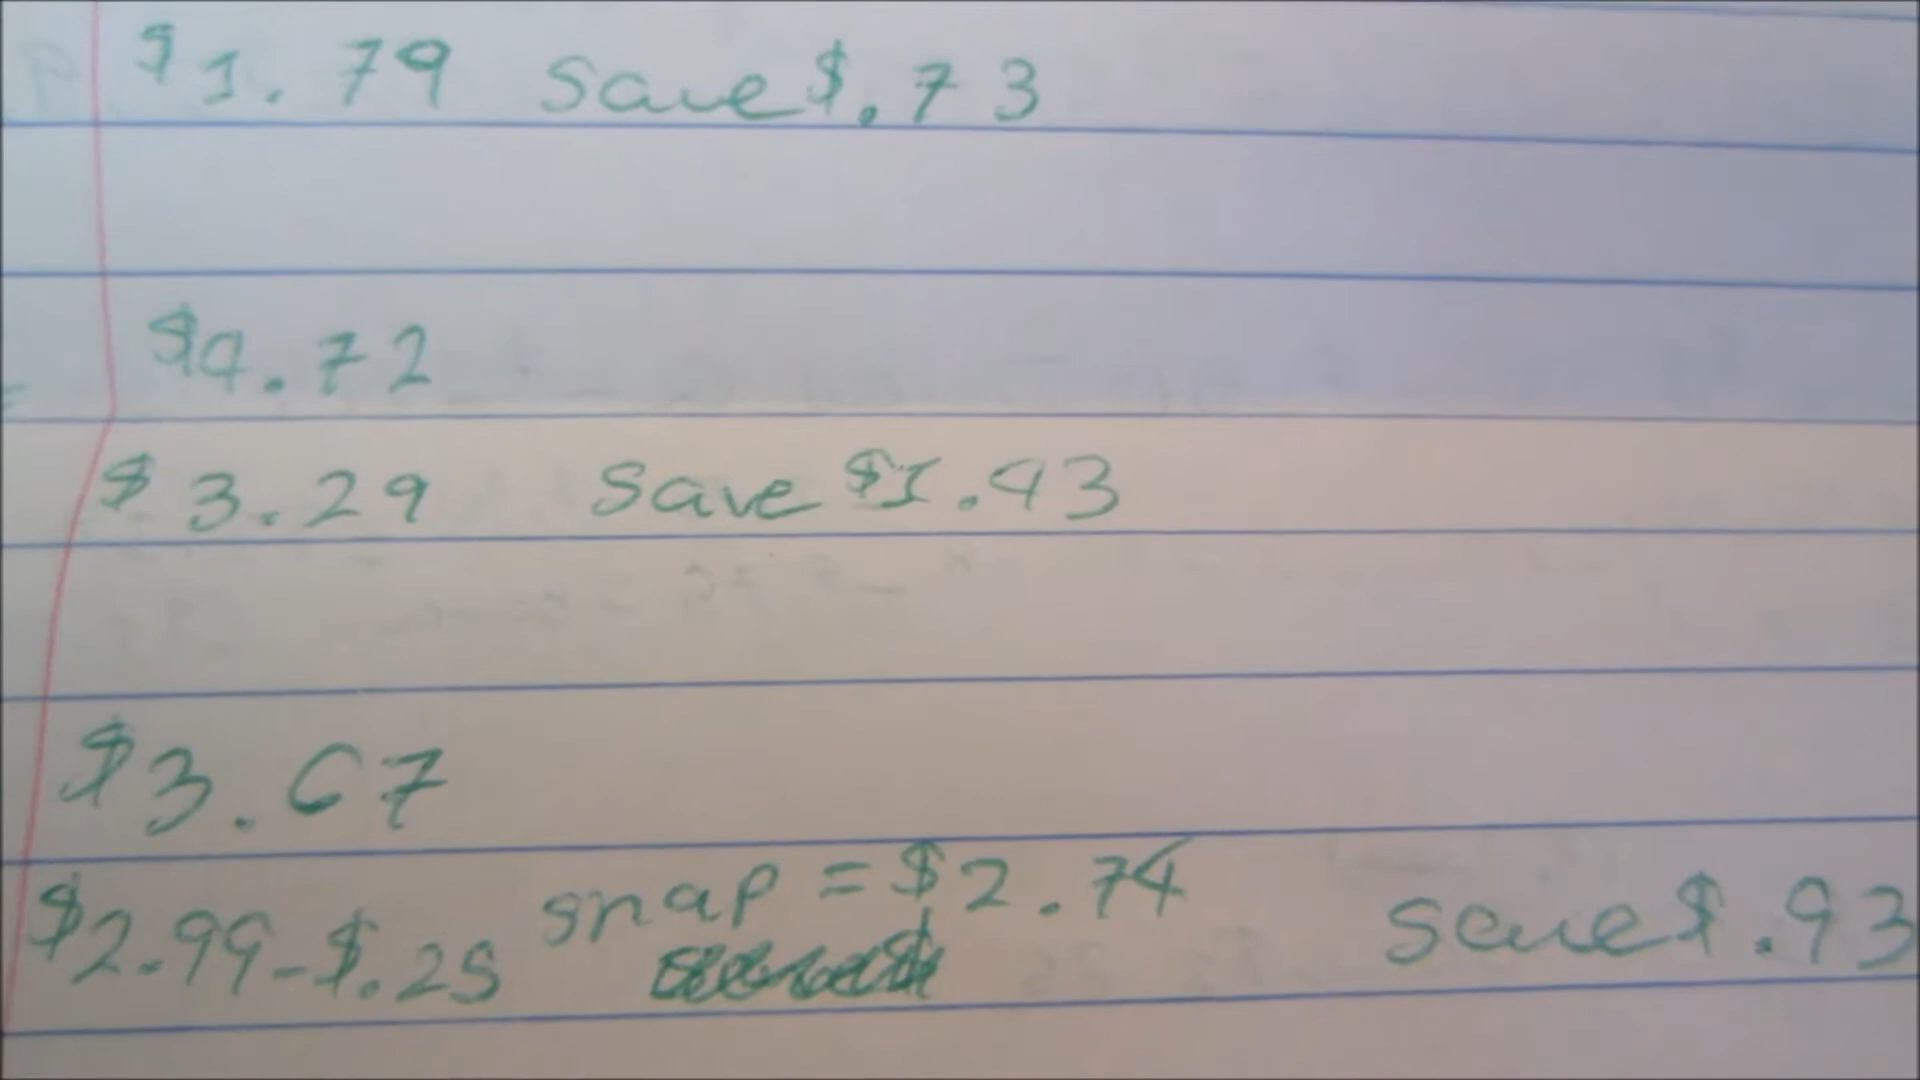 $1.79 save $.73
$4.72
$3.29 save $1.43
$3.67
$2.99-$.25 snap = $2.74 save $.93